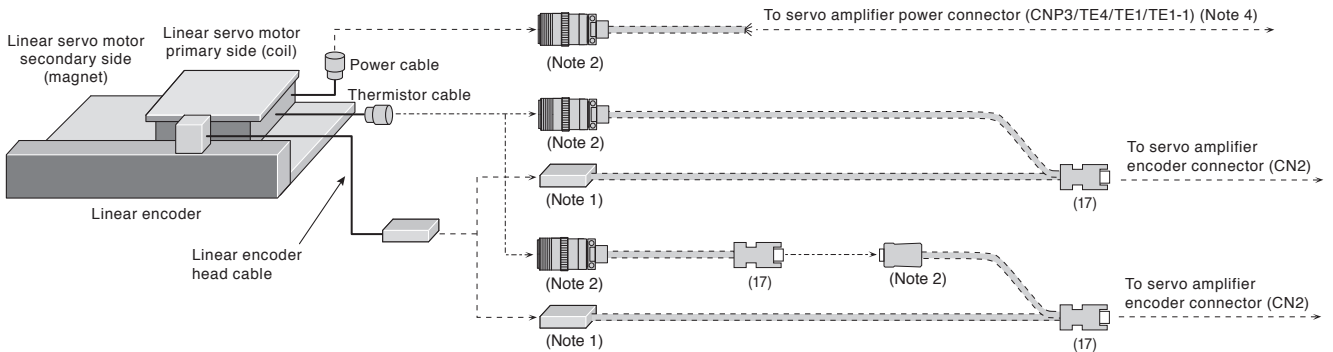 To servo amplifier power connector (CNP3/TE4/TE1/TE1-1) (Note 4)
Linear servo motor
secondary side
(magnet)
Linear servo motor
primary side (coil)
Power cable
(Note 2)
Thermistor cable
(Note 2)
To servo amplifier
encoder connector (CN2)
(Note 1)
(17)
Linear encoder
Linear encoder
head cable
(Note 2)
(17)
(Note 2)
To servo amplifier
encoder connector (CN2)
(Note 1)
(17)